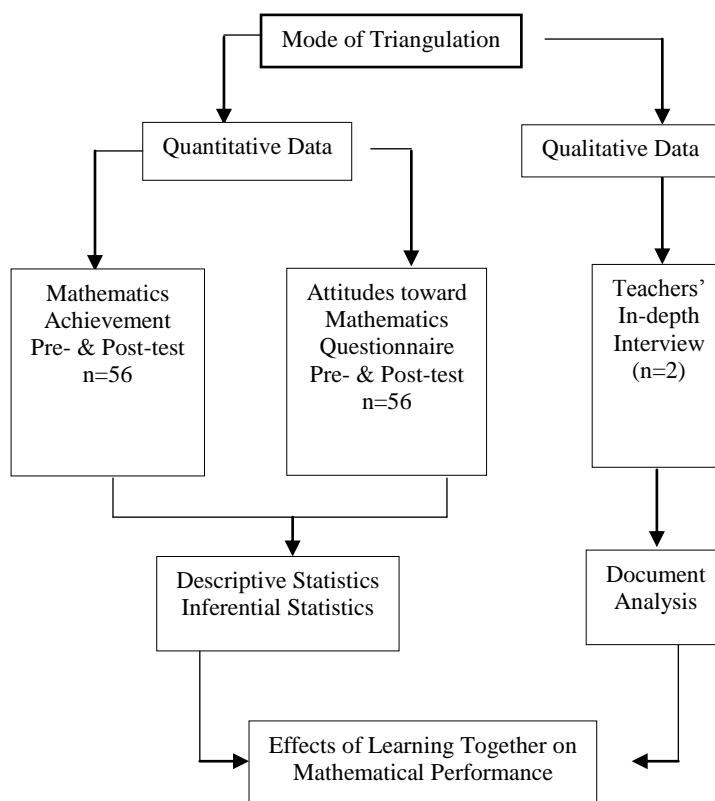 Mode of Triangulation
Quantitative Data
Qualitative Data
Mathematics
Achievement
Pre- & Post-test
n=56
Attitudes toward
Mathematics
Questionnaire
Pre- & Post-test
n=56
Teachers’
In-depth
Interview
(n=2)
Descriptive Statistics
Inferential Statistics
Document
Analysis
Effects of Learning Together on
Mathematical Performance